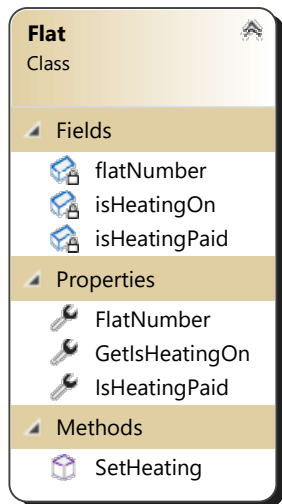 Flat
Class
Fields
flatNumber
isHeatingOn
isHeatingPaid
Properties
FlatNumber
GetIsHeatingOn
IsHeatingPaid
Methods
SetHeating